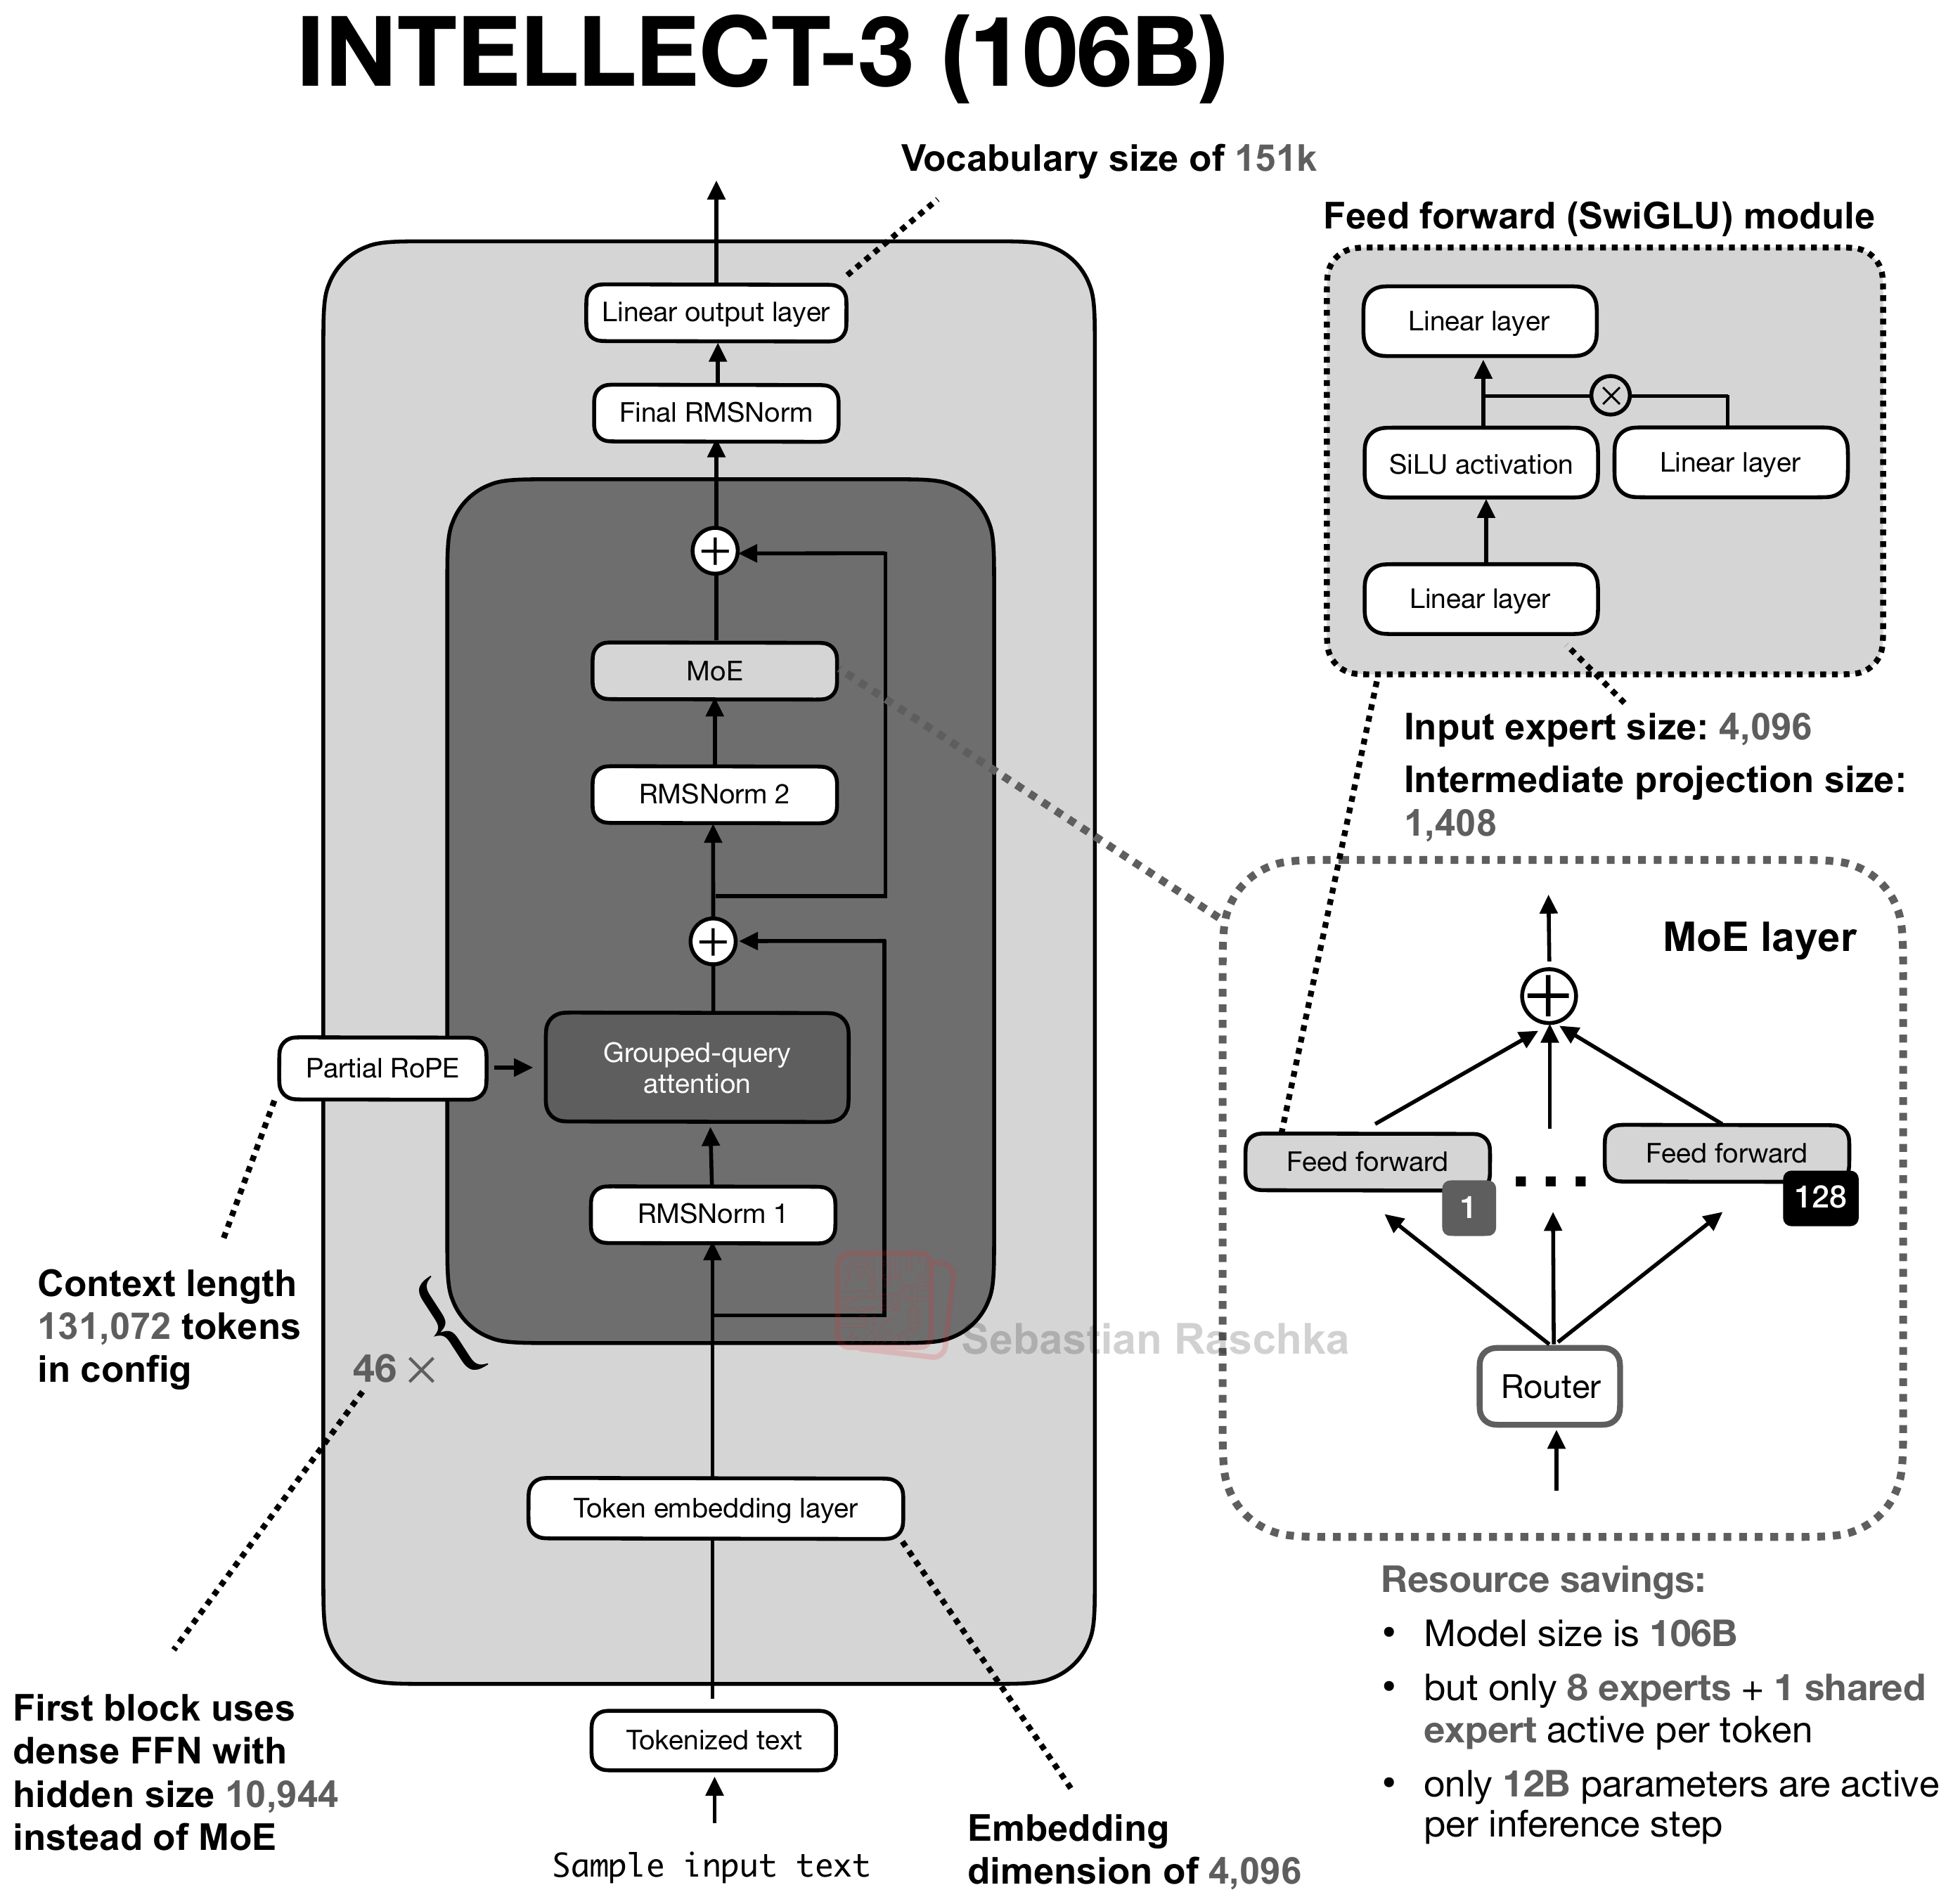 INTELLECT-3 (106B)
Vocabulary size of 151k
Linear output layer
Final RMSNorm
MoE
RMSNorm 2
Grouped-query
attention
Partial RoPE
RMSNorm 1
Context length
131,072 tokens
in config
46 ×
Token embedding layer
First block uses
dense FFN with
hidden size 10,944
instead of MoE
Tokenized text
Sample input text
Embedding
dimension of 4,096
Feed forward (SwiGLU) module
Linear layer
SiLU activation
Linear layer
Linear layer
Input expert size: 4,096
Intermediate projection size:
1,408
MoE layer
Feed forward
1
Feed forward
128
Router
Sebastian Raschka
Resource savings:
• Model size is 106B
• but only 8 experts + 1 shared
expert active per token
• only 12B parameters are active
per inference step